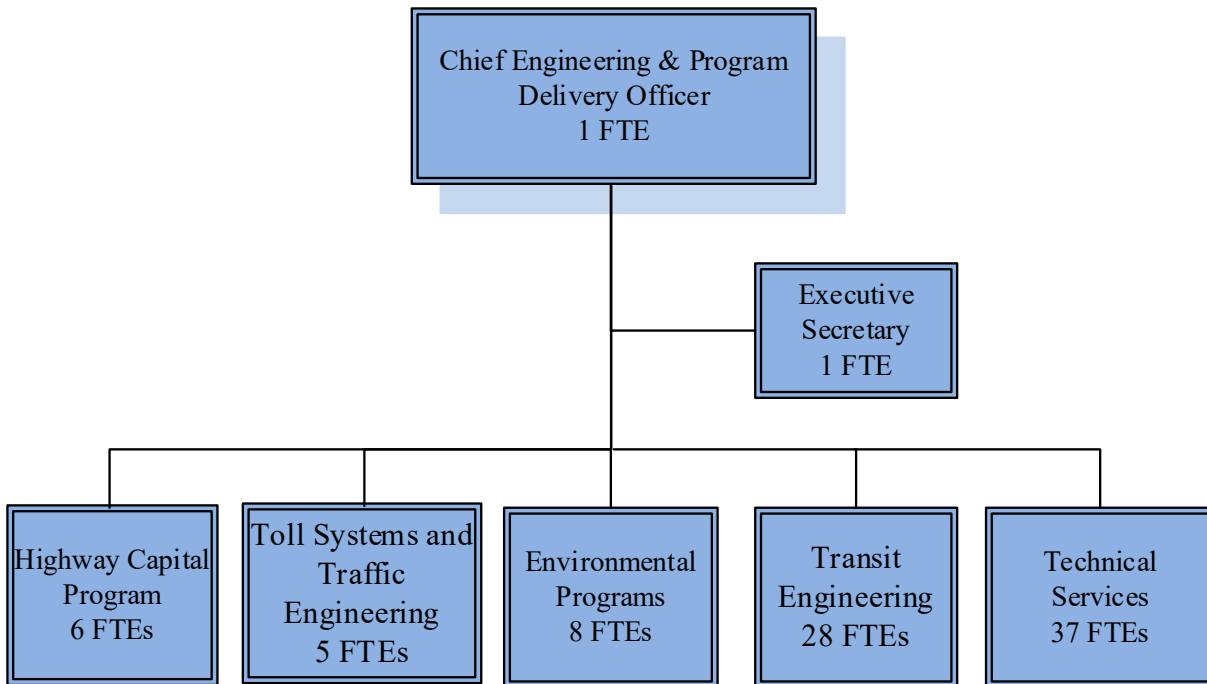 Chief Engineering & Program
Delivery Officer
1 FTE
Executive
Secretary
1 FTE
Highway Capital
Program
6 FTEs
Toll Systems and
Traffic
Engineering
5 FTEs
Environmental
Programs
8 FTEs
Transit
Engineering
28 FTEs
Technical
Services
37 FTEs